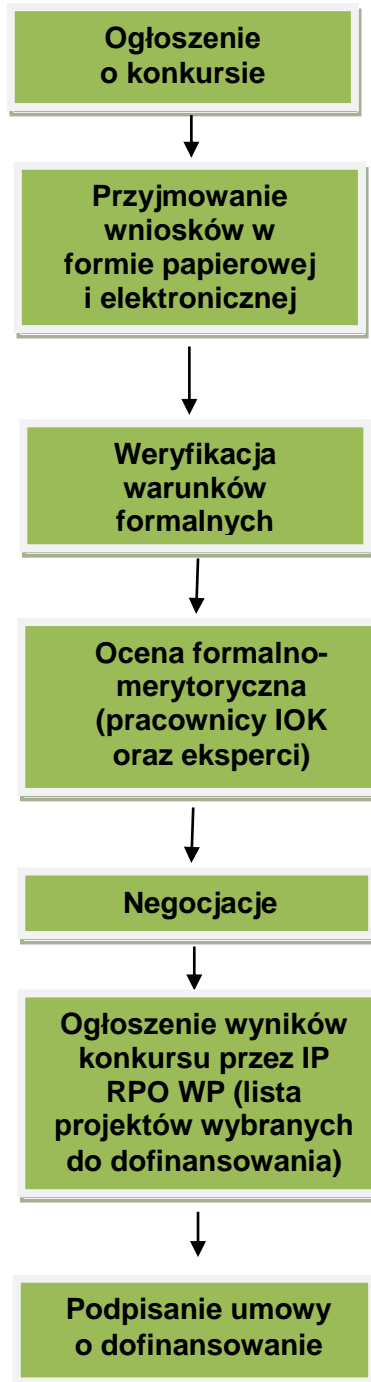 Ogłoszenie
o konkursie
Przyjmowanie
wniosków w
formie papierowej
i elektronicznej
Weryfikacja
warunków
formalnych
Ocena formalno-
merytoryczna
(pracownicy IOK
oraz eksperci)
Negocjacje
Ogłoszenie wyników
konkursu przez IP
RPO WP (lista
projektów wybranych
do dofinansowania)
Podpisanie umowy
o dofinansowanie